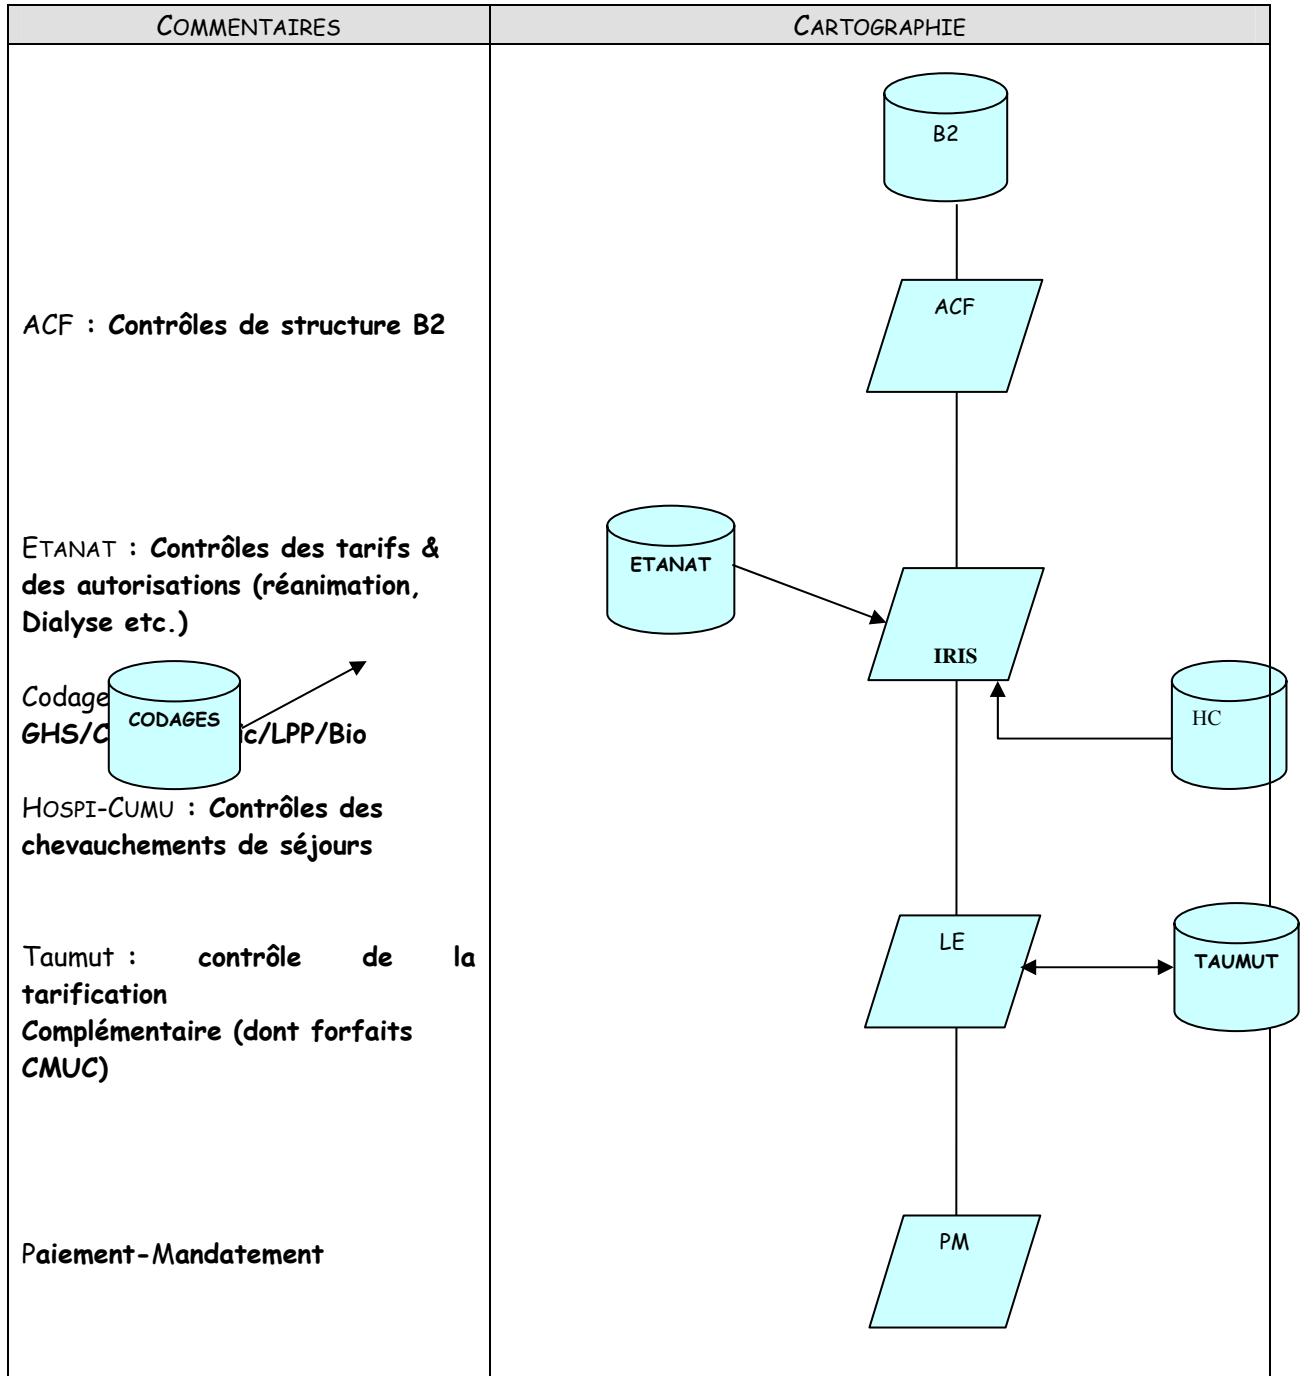 COMMENTAIRES
CARTOGRAPHIE
B2
ACF : Contrôles de structure B2
ACF
ETANAT : Contrôles des tarifs &
des autorisations (réanimation,
Dialyse etc.)
ETANAT
IRIS
Codage
GHS/C ic/LPP/Bio
CODAGES
HC
HOSPI-CUMU : Contrôles des
chevauchements de séjours
Taumut : contrôle de la
tarification
Complémentaire (dont forfaits
CMUC)
LE
TAUMUT
Paiement-Mandatement
PM